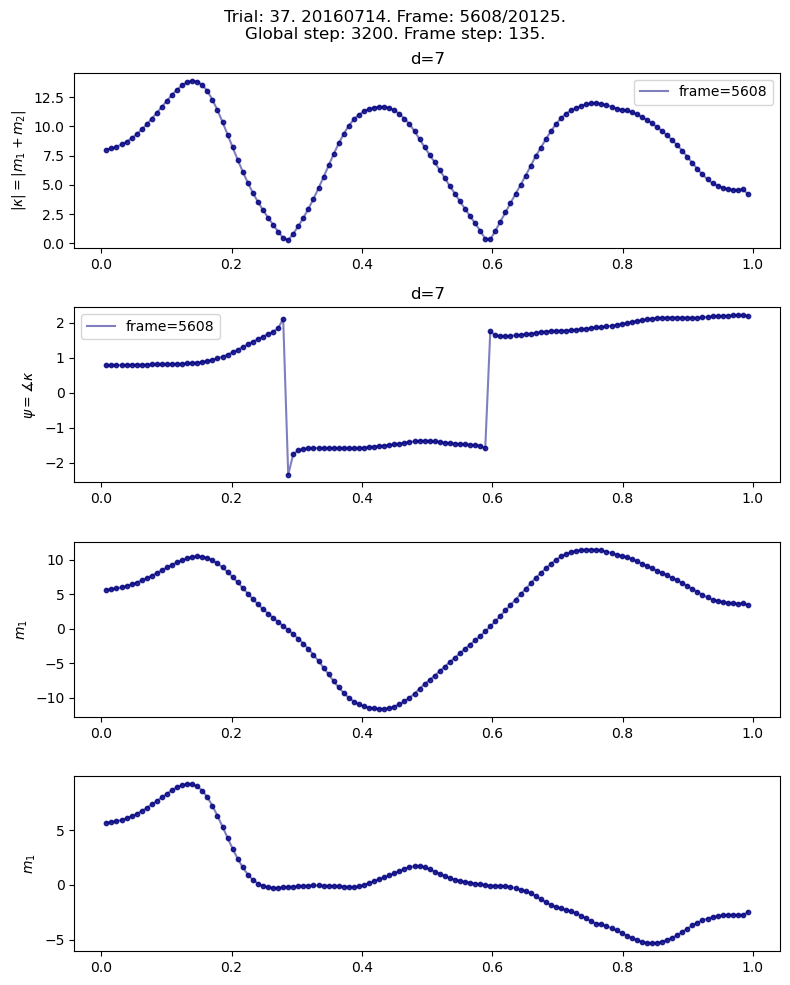 Trial: 37. 20160714. Frame: 5608/20125.
Global step: 3200. Frame step: 135.
d=7
|κ| = |m₁ + m₂|
12.5
10.0
7.5
5.0
2.5
0.0
frame=5608
0.0 0.2 0.4 0.6 0.8 1.0
d=7
ψ = ∡κ
2
1
0
−1
−2
frame=5608
0.0 0.2 0.4 0.6 0.8 1.0
m₁
10
5
0
−5
−10
0.0 0.2 0.4 0.6 0.8 1.0
m₁
5
0
−5
0.0 0.2 0.4 0.6 0.8 1.0